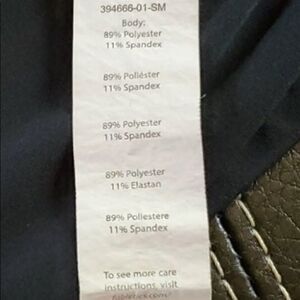 394666-01-SM
Body:
89% Polyester
11% Spandex
89% Poliéster
11% Spandex
89% Polyester
11% Spandex
89% Polyester
11% Elastan
89% Poliestere
11% Spandex
To see more care
instructions, visit